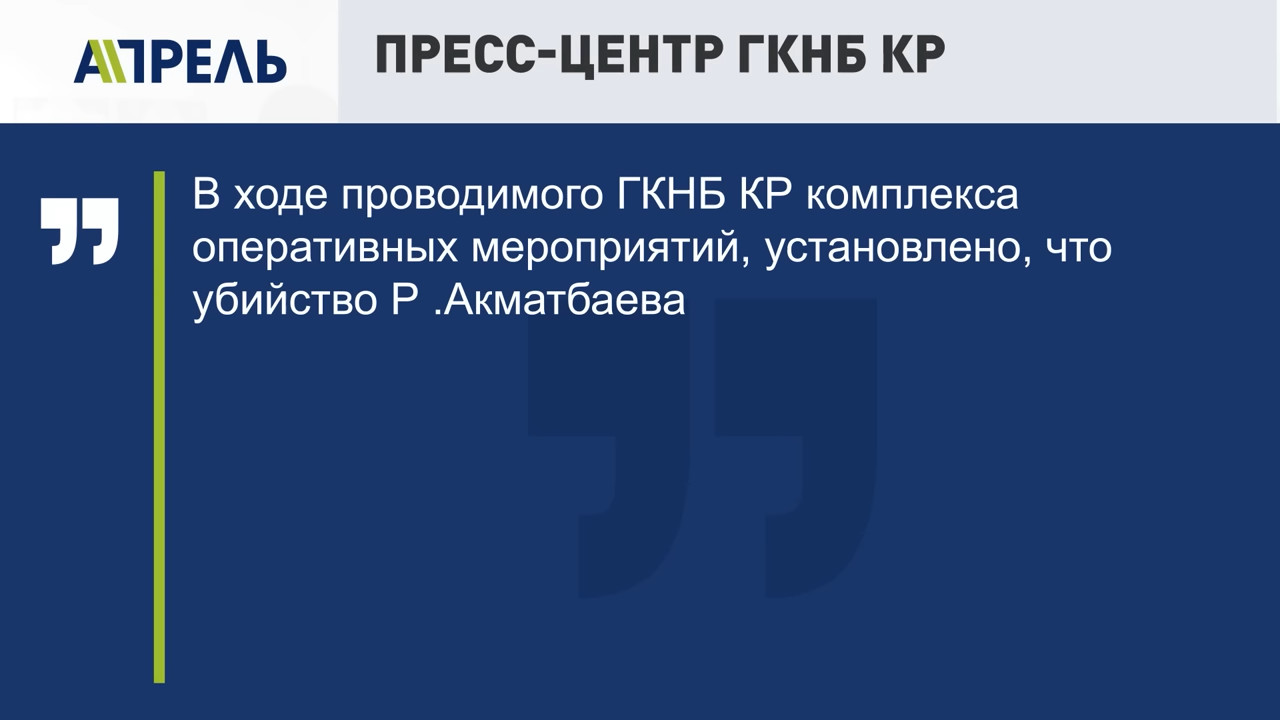 АПРЕЛЬ
ПРЕСС-ЦЕНТР ГКНБ КР
В ходе проводимого ГКНБ КР комплекса
оперативных мероприятий, установлено, что
убийство Р .Акматбаева